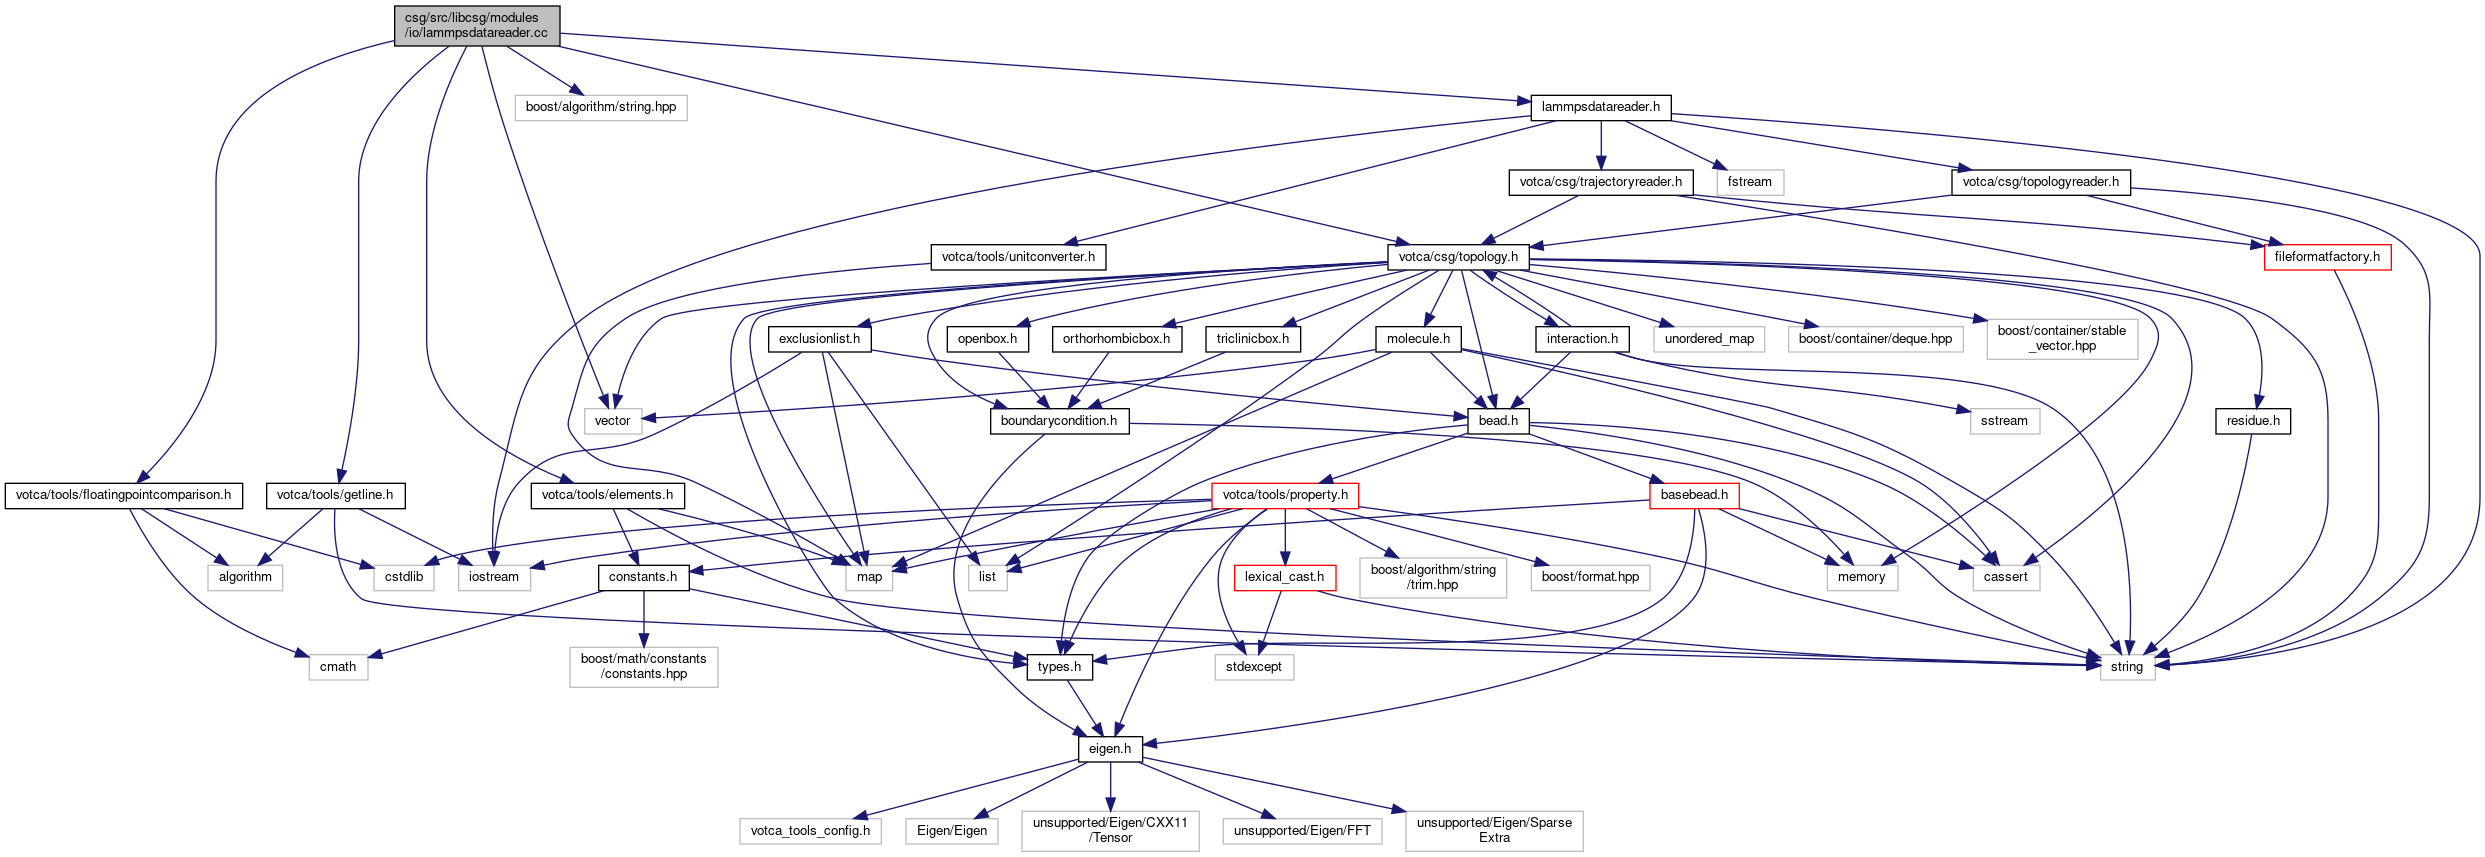 csg/src/libcsg/modules
/io/lammpsdatareader.cc
boost/algorithm/string.hpp
lammpsdatareader.h
votca/csg/trajectoryreader.h
fstream
votca/csg/topologyreader.h
votca/tools/unitconverter.h
votca/csg/topology.h
fileformatfactory.h
exclusionlist.h
openbox.h
orthorhombicbox.h
triclinicbox.h
molecule.h
interaction.h
unordered_map
boost/container/deque.hpp
boost/container/stable
_vector.hpp
vector
boundarycondition.h
bead.h
sstream
residue.h
votca/tools/floatingpointcomparison.h
votca/tools/getline.h
votca/tools/elements.h
votca/tools/property.h
basebead.h
algorithm
cstdlib
iostream
constants.h
map
list
lexical_cast.h
boost/algorithm/string
/trim.hpp
boost/format.hpp
memory
cassert
cmath
boost/math/constants
/constants.hpp
types.h
stdexcept
string
eigen.h
votca_tools_config.h
Eigen/Eigen
unsupported/Eigen/CXX11
/Tensor
unsupported/Eigen/FFT
unsupported/Eigen/Sparse
Extra